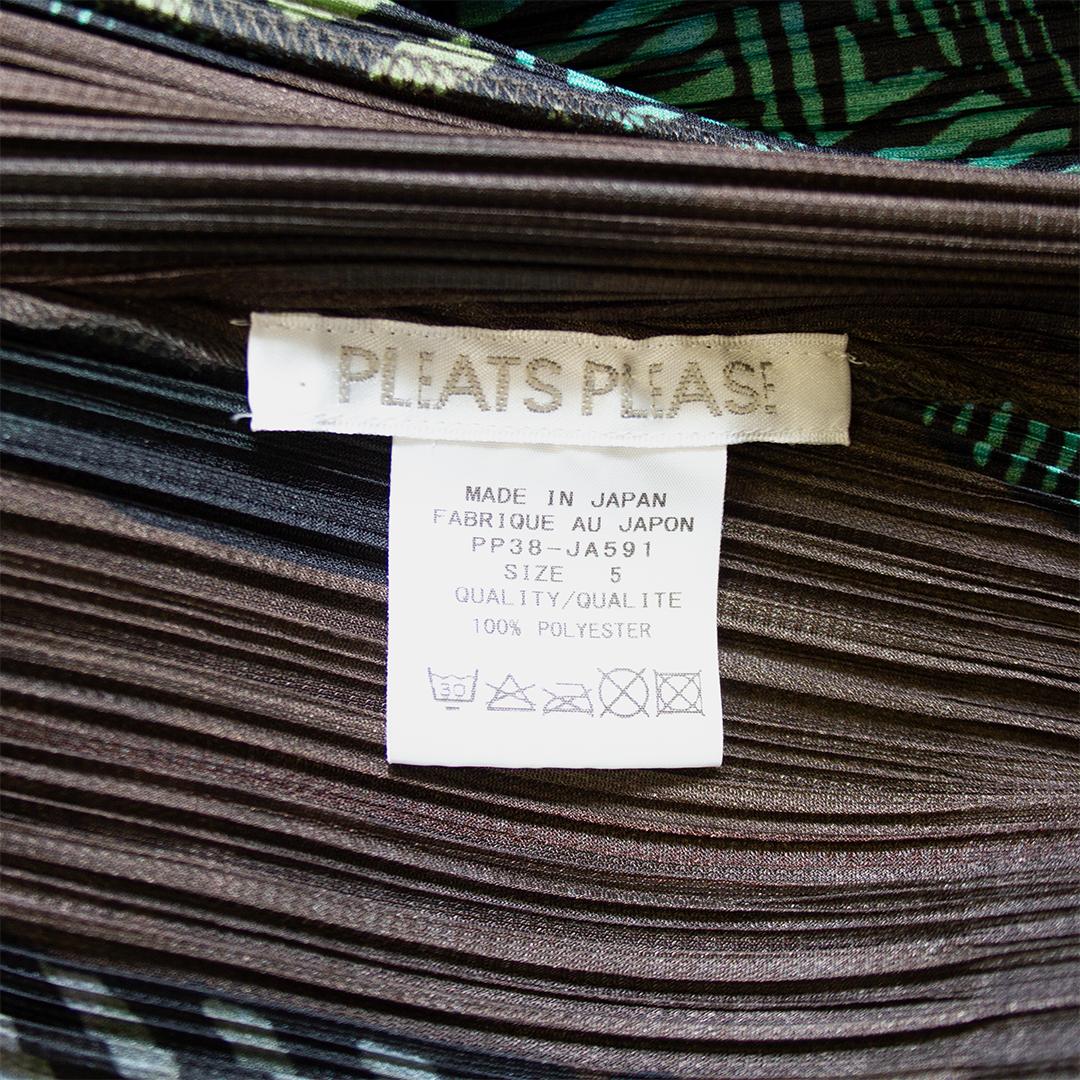 PLEATS PLEASE
MADE IN JAPAN
FABRIQUE AU JAPON
PP38-JA591
SIZE 5
QUALITY/QUALITE
100% POLYESTER
30